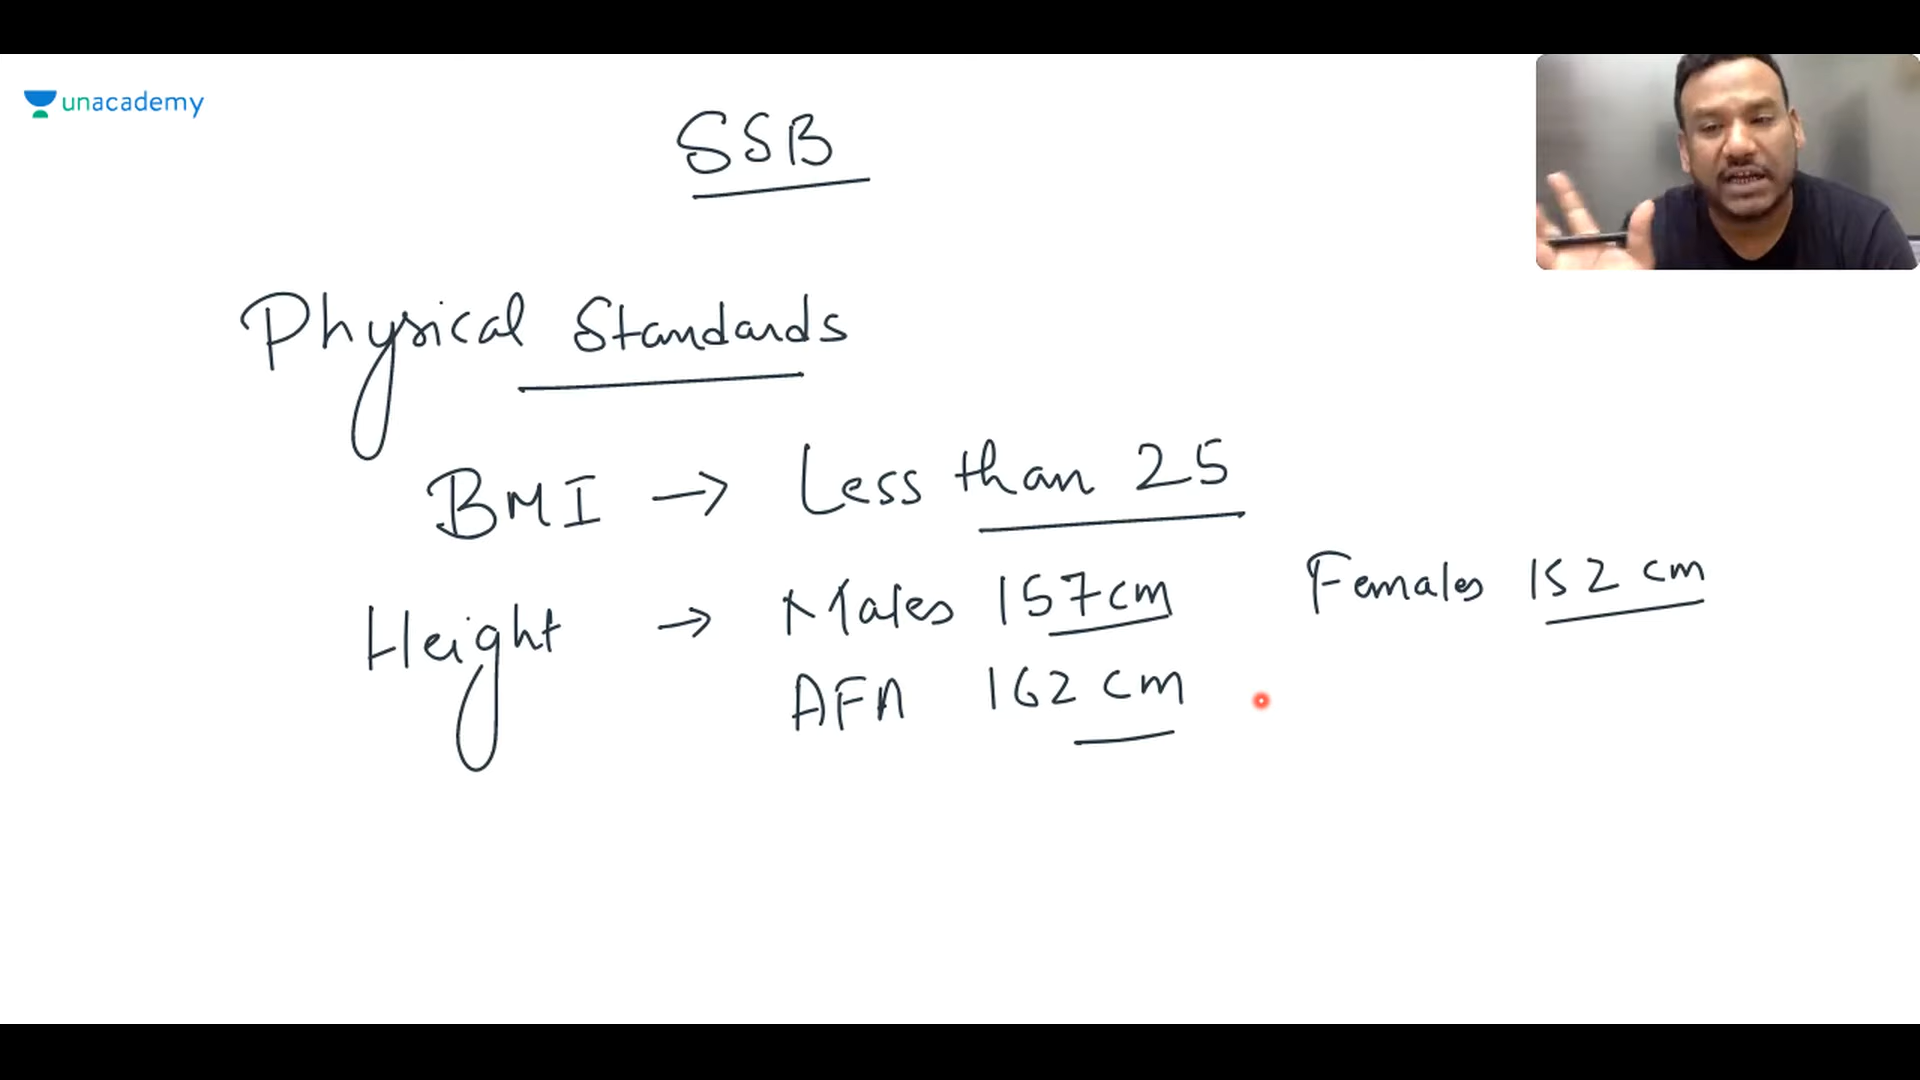 unacademy
SSB
Physical Standards
BMI → Less than 25
Height → Males 157cm Females 152 cm
AFA 162 cm